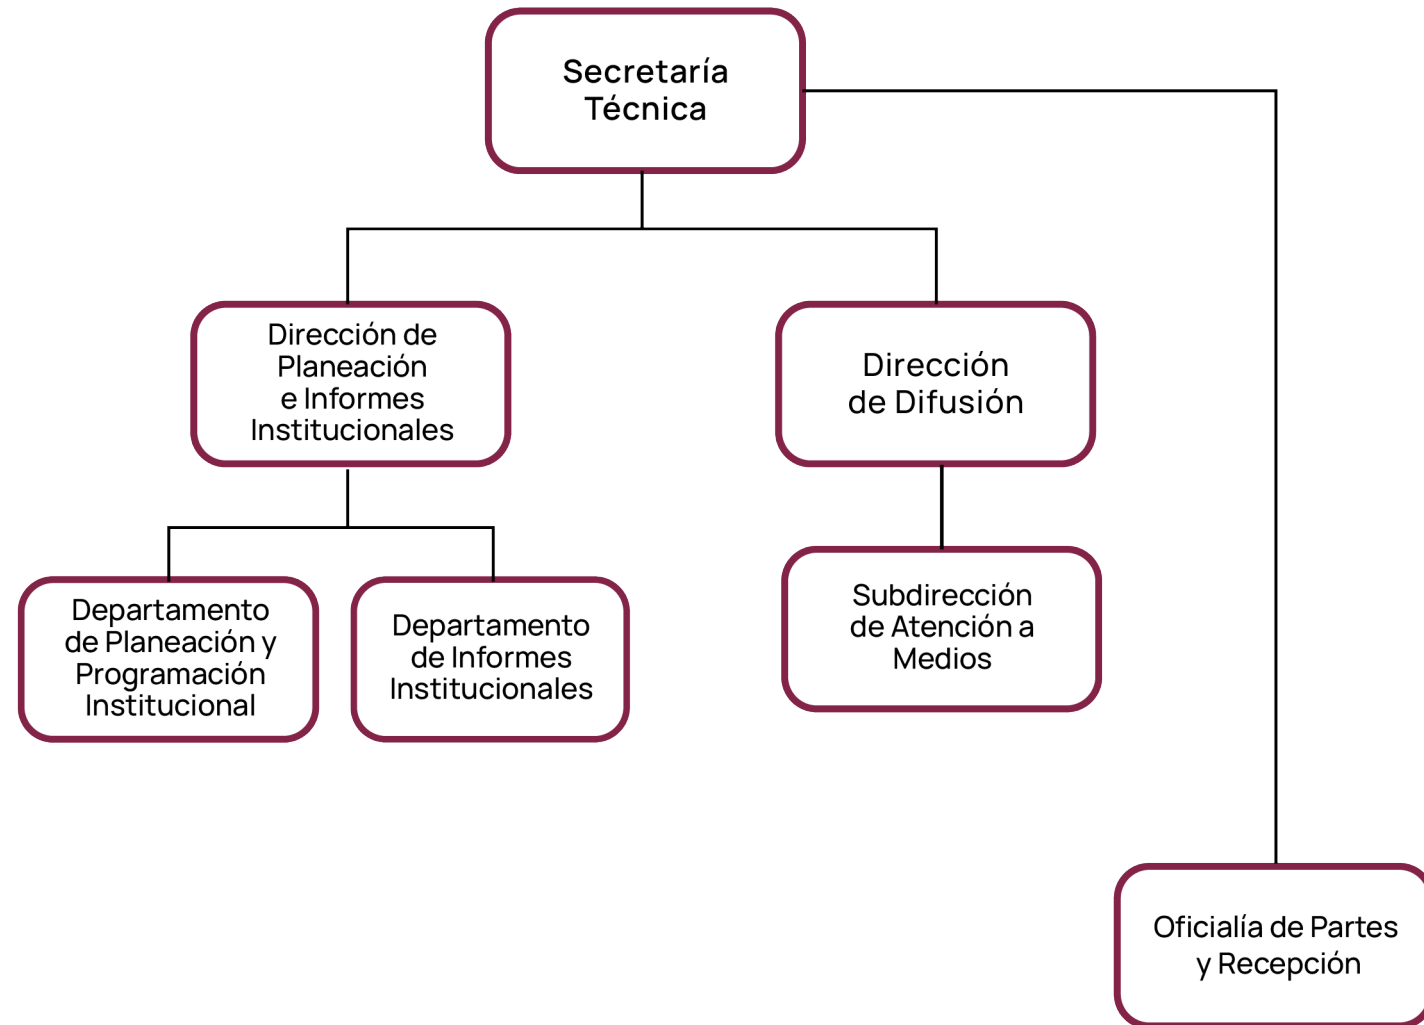 Secretaría
Técnica
Dirección de
Planeación
e Informes
Institucionales
Dirección
de Difusión
Departamento
de Planeación y
Programación
Institucional
Departamento
de Informes
Institucionales
Subdirección
de Atención a
Medios
Oficialía de Partes
y Recepción